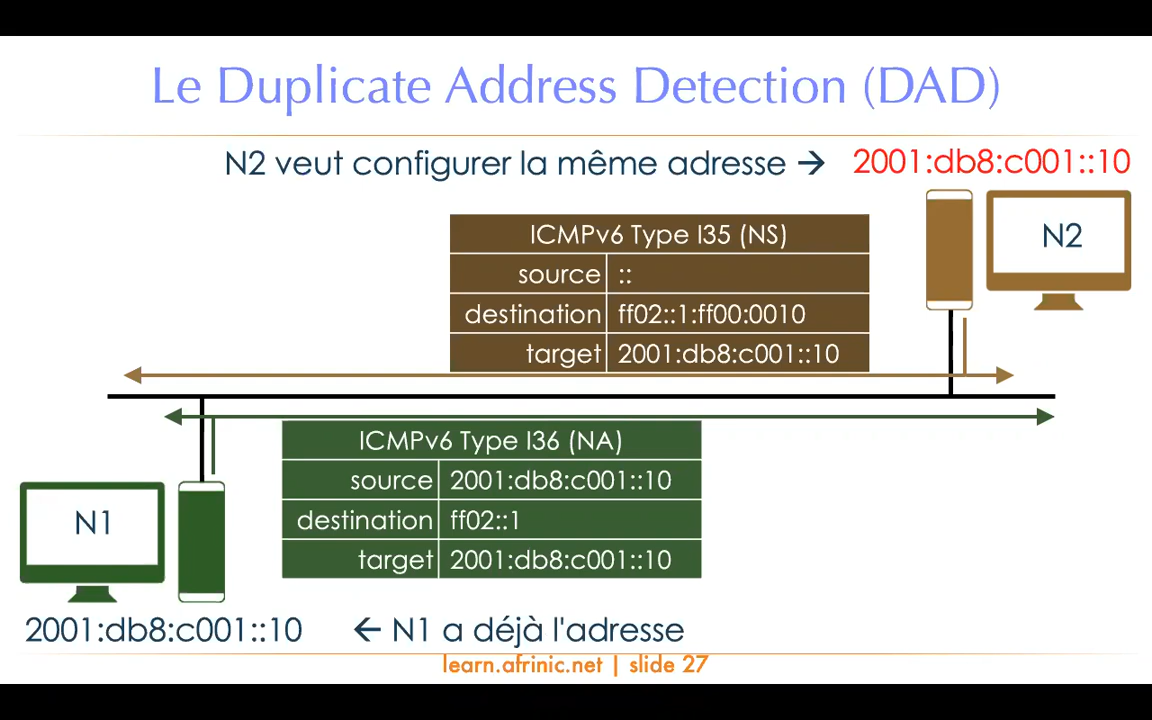 Le Duplicate Address Detection (DAD)
N2 veut configurer la même adresse → 2001:db8:c001::10
N2
ICMPv6 Type 135 (NS)
source ::
destination ff02::1:ff00:0010
target 2001:db8:c001::10
ICMPv6 Type 136 (NA)
source 2001:db8:c001::10
destination ff02::1
target 2001:db8:c001::10
N1
2001:db8:c001::10 ← N1 a déjà l'adresse
learn.afrinic.net | slide 27